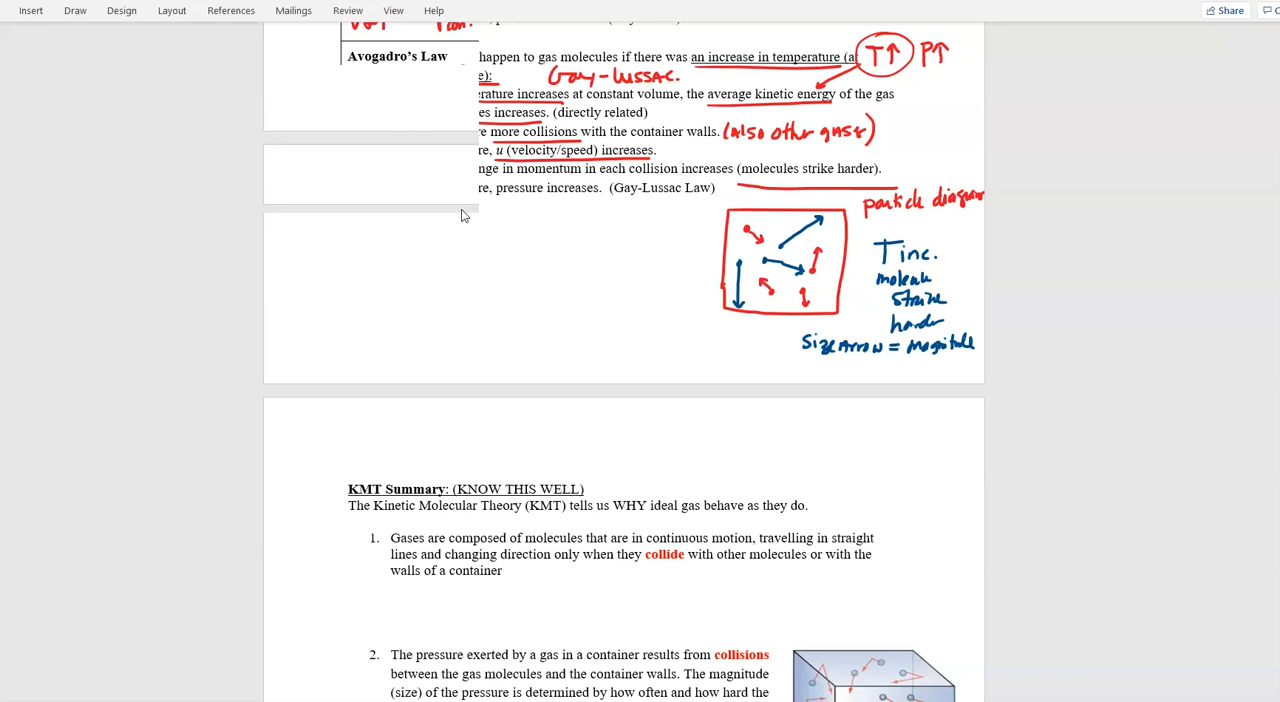 Insert Draw Design Layout References Mailings Review View Help Share
Avogadro's Law
happen to gas molecules if there was an increase in temperature (a T↑ P↑
e): Gay-Lussac.
rature increases at constant volume, the average kinetic energy of the gas
es increases. (directly related)
re more collisions with the container walls. (also other gases)
re, u (velocity/speed) increases.
nge in momentum in each collision increases (molecules strike harder).
re, pressure increases. (Gay-Lussac Law)
particle diagram
T inc.
molecule
strike
harder
Size Arrow = magnitude
KMT Summary: (KNOW THIS WELL)
The Kinetic Molecular Theory (KMT) tells us WHY ideal gas behave as they do.
1. Gases are composed of molecules that are in continuous motion, travelling in straight
lines and changing direction only when they collide with other molecules or with the
walls of a container
2. The pressure exerted by a gas in a container results from collisions
between the gas molecules and the container walls. The magnitude
(size) of the pressure is determined by how often and how hard the